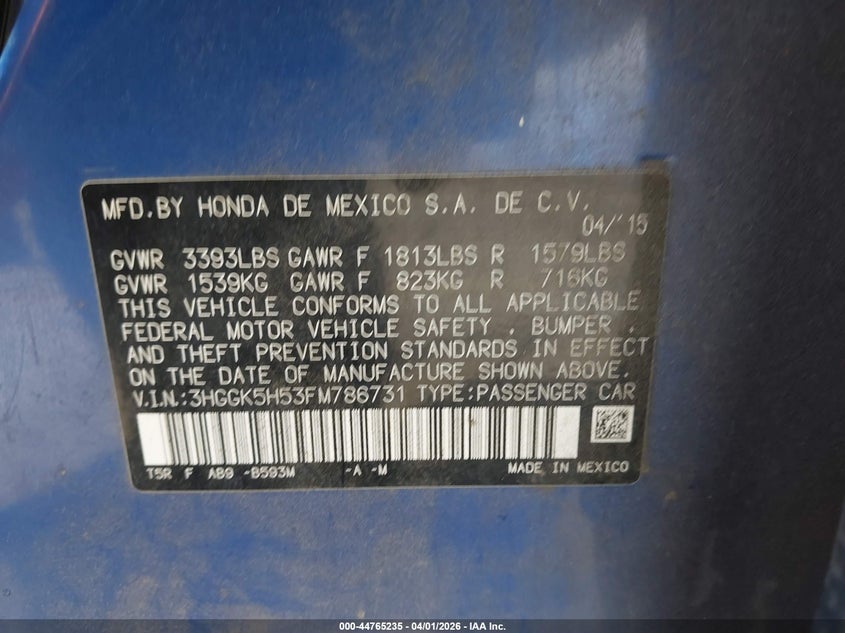 MFD.BY HONDA DE MEXICO S.A. DE C.V.
04/'15
GVWR 3393LBS GAWR F 1813LBS R 1579LBS
GVWR 1539KG GAWR F 823KG R 716KG
THIS VEHICLE CONFORMS TO ALL APPLICABLE
FEDERAL MOTOR VEHICLE SAFETY , BUMPER ,
AND THEFT PREVENTION STANDARDS IN EFFECT
ON THE DATE OF MANUFACTURE SHOWN ABOVE.
V.I.N.:3HGGK5H53FM786731 TYPE:PASSENGER CAR
T5R F AB9 -B593M -A -M MADE IN MEXICO
000-44765235 - 04/01/2026 - IAA Inc.